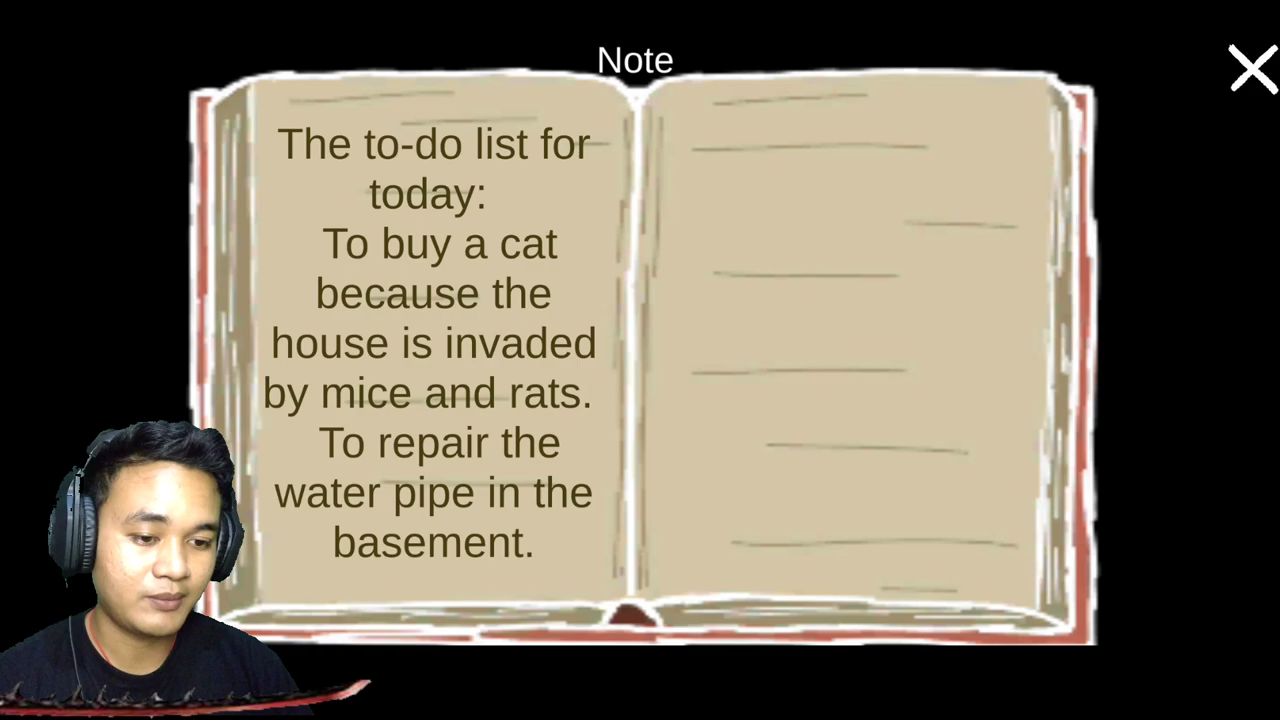 Note
The to-do list for
today:
To buy a cat
because the
house is invaded
by mice and rats.
To repair the
water pipe in the
basement.